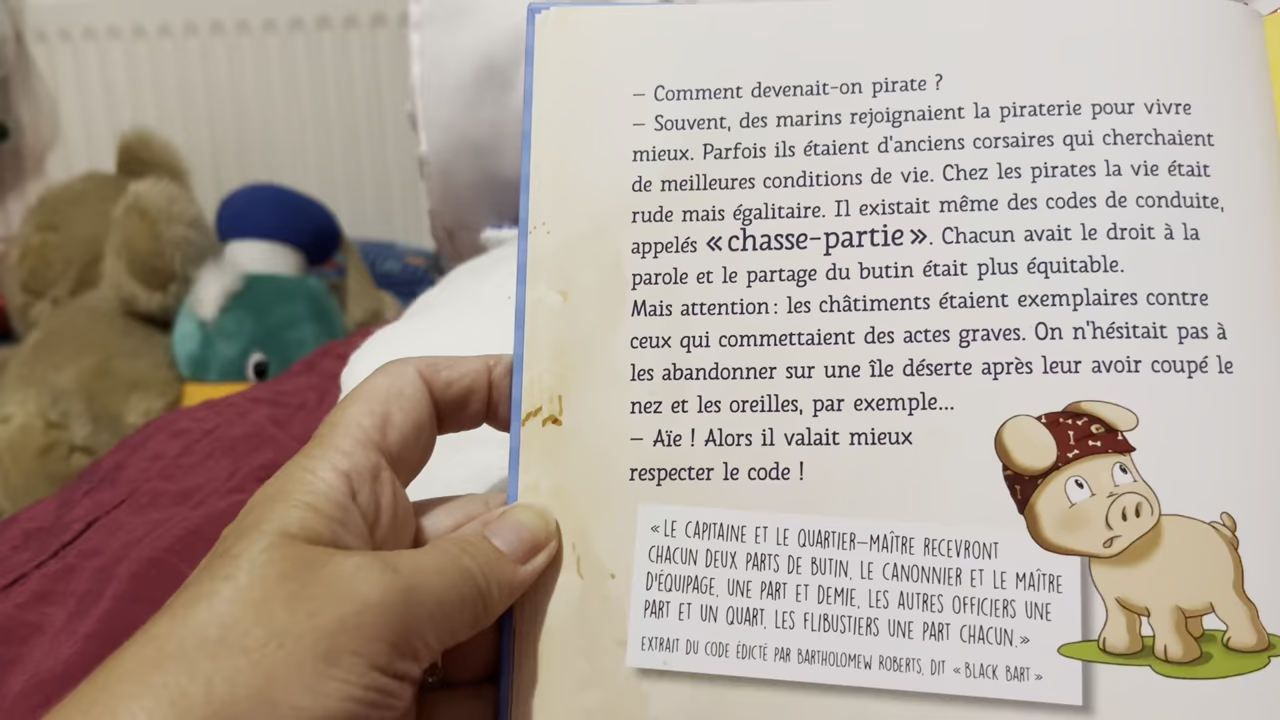 – Comment devenait-on pirate ?
– Souvent, des marins rejoignaient la piraterie pour vivre
mieux. Parfois ils étaient d'anciens corsaires qui cherchaient
de meilleures conditions de vie. Chez les pirates la vie était
rude mais égalitaire. Il existait même des codes de conduite,
appelés « chasse-partie ». Chacun avait le droit à la
parole et le partage du butin était plus équitable.
Mais attention : les châtiments étaient exemplaires contre
ceux qui commettaient des actes graves. On n'hésitait pas à
les abandonner sur une île déserte après leur avoir coupé le
nez et les oreilles, par exemple...
– Aïe ! Alors il valait mieux
respecter le code !
« LE CAPITAINE ET LE QUARTIER–MAÎTRE RECEVRONT
CHACUN DEUX PARTS DE BUTIN, LE CANONNIER ET LE MAÎTRE
D'ÉQUIPAGE, UNE PART ET DEMIE, LES AUTRES OFFICIERS UNE
PART ET UN QUART, LES FLIBUSTIERS UNE PART CHACUN. »
EXTRAIT DU CODE ÉDICTÉ PAR BARTHOLOMEW ROBERTS, DIT « BLACK BART »